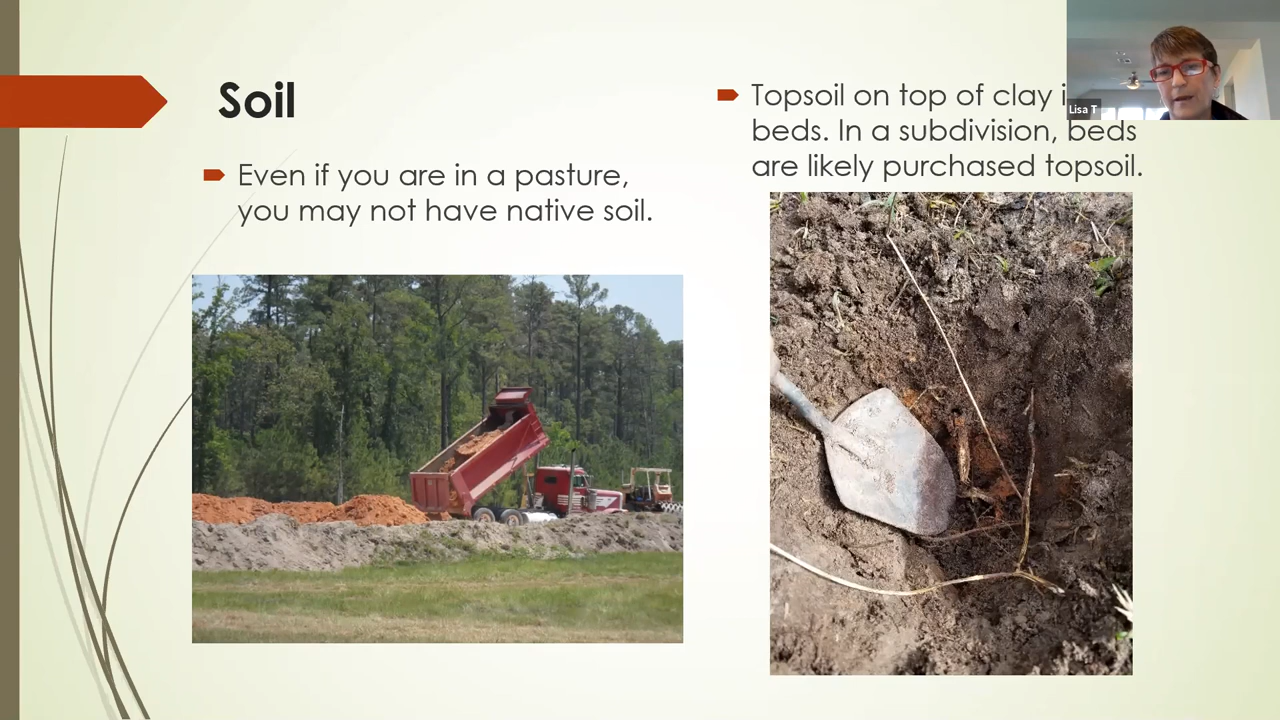 Soil
Even if you are in a pasture,
you may not have native soil.
Topsoil on top of clay
beds. In a subdivision, beds
are likely purchased topsoil.
Lisa T